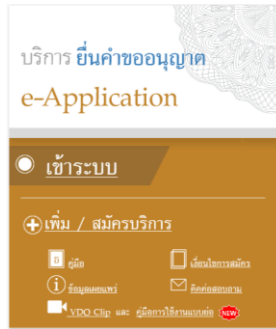 บริการ ยื่นคำขออนุญาต
e-Application
เข้าระบบ
เพิ่ม / สมัครบริการ
คู่มือ เงื่อนไขการสมัคร
ข้อมูลเผยแพร่ ติดต่อสอบถาม
VDO Clip และ คู่มือการใช้งานแบบย่อ NEW